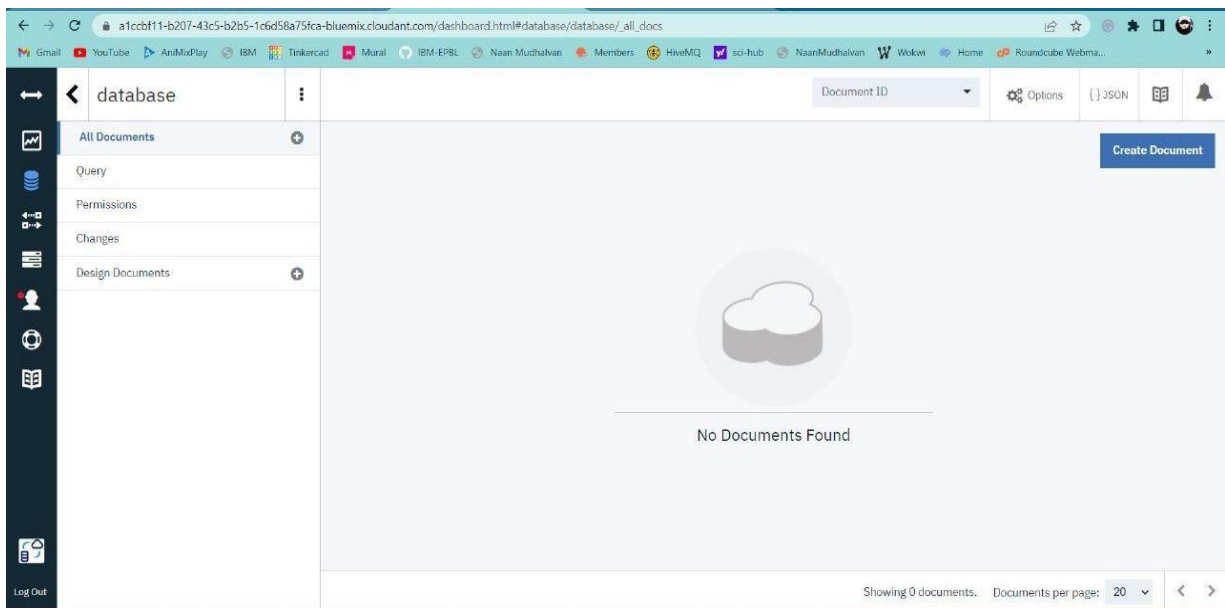 a1ccbf11-b207-43c5-b2b5-1c6d58a75fca-bluemix.cloudant.com/dashboard.html#database/database/_all_docs
Gmail YouTube AniMixPlay IBM Tinkercad Mural IBM-EPBL Naan Mudhalvan Members HiveMQ sci-hub NaanMudhalvan Wokwi Home Roundcube Webma... »
database Document ID Options { } JSON
All Documents
Create Document
Query
Permissions
Changes
Design Documents
No Documents Found
Log Out
Showing 0 documents. Documents per page: 20